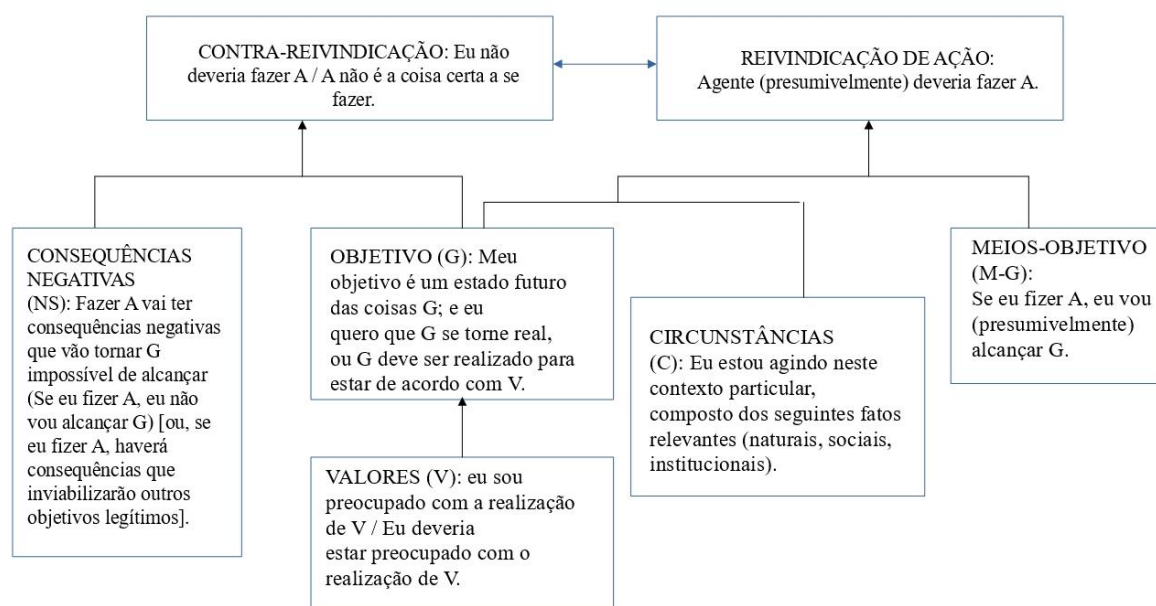 CONTRA-REIVINDICAÇÃO: Eu não
deveria fazer A / A não é a coisa certa a se
fazer.
REIVINDICAÇÃO DE AÇÃO:
Agente (presumivelmente) deveria fazer A.
CONSEQUÊNCIAS
NEGATIVAS
(NS): Fazer A vai ter
consequências negativas
que vão tornar G
impossível de alcançar
(Se eu fizer A, eu não
vou alcançar G) [ou, se
eu fizer A, haverá
consequências que
inviabilizarão outros
objetivos legítimos].
OBJETIVO (G): Meu
objetivo é um estado futuro
das coisas G; e eu
quero que G se torne real,
ou G deve ser realizado para
estar de acordo com V.
VALORES (V): eu sou
preocupado com a realização
de V / Eu deveria
estar preocupado com o
realização de V.
CIRCUNSTÂNCIAS
(C): Eu estou agindo neste
contexto particular,
composto dos seguintes fatos
relevantes (naturais, sociais,
institucionais).
MEIOS-OBJETIVO
(M-G):
Se eu fizer A, eu vou
(presumivelmente)
alcançar G.